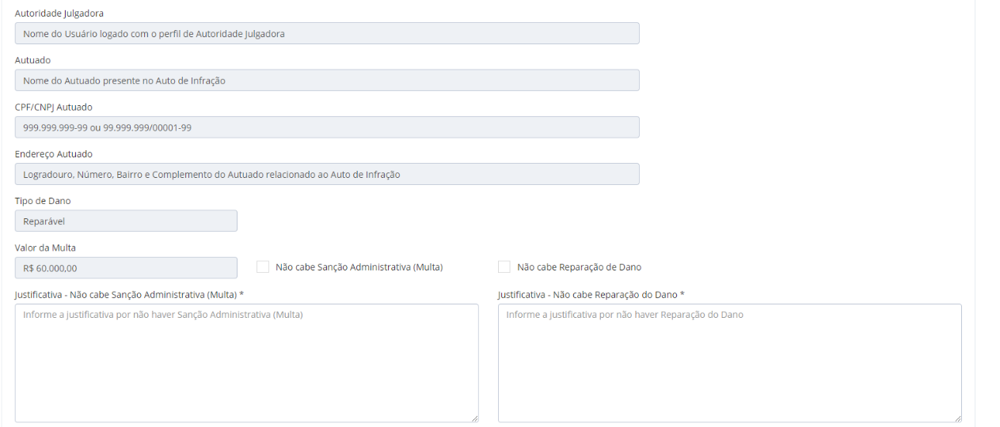 Autoridade Julgadora
Nome do Usuário logado com o perfil de Autoridade Julgadora
Autuado
Nome do Autuado presente no Auto de Infração
CPF/CNPJ Autuado
999.999.999-99 ou 99.999.999/00001-99
Endereço Autuado
Logradouro, Número, Bairro e Complemento do Autuado relacionado ao Auto de Infração
Tipo de Dano
Reparável
Valor da Multa
R$ 60.000,00
Não cabe Sanção Administrativa (Multa)
Não cabe Reparação de Dano
Justificativa - Não cabe Sanção Administrativa (Multa) *
Informe a justificativa por não haver Sanção Administrativa (Multa)
Justificativa - Não cabe Reparação do Dano *
Informe a justificativa por não haver Reparação do Dano